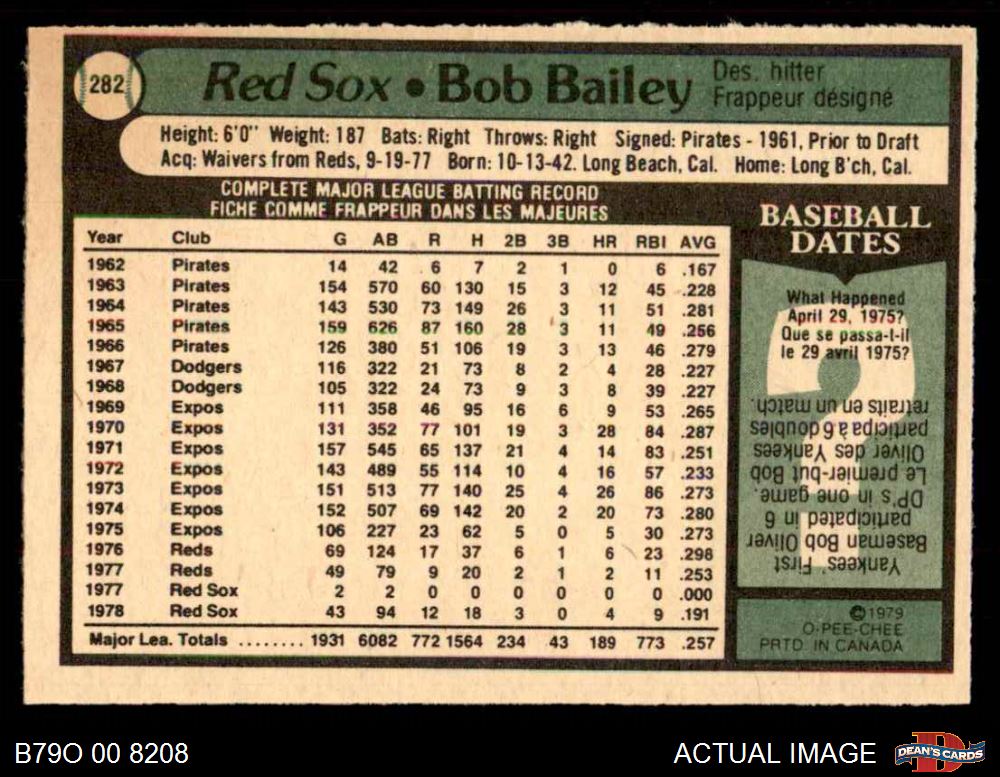 282
Red Sox • Bob Bailey
Des. hitter
Frappeur désigné
Height: 6'0" Weight: 187 Bats: Right Throws: Right Signed: Pirates - 1961, Prior to Draft
Acq: Waivers from Reds, 9-19-77 Born: 10-13-42. Long Beach, Cal. Home: Long B'ch, Cal.
COMPLETE MAJOR LEAGUE BATTING RECORD
FICHE COMME FRAPPEUR DANS LES MAJEURES
Year Club G AB R H 2B 3B HR RBI AVG
1962 Pirates 14 42 6 7 2 1 0 6 .167
1963 Pirates 154 570 60 130 15 3 12 45 .228
1964 Pirates 143 530 73 149 26 3 11 51 .281
1965 Pirates 159 626 87 160 28 3 11 49 .256
1966 Pirates 126 380 51 106 19 3 13 46 .279
1967 Dodgers 116 322 21 73 8 2 4 28 .227
1968 Dodgers 105 322 24 73 9 3 8 39 .227
1969 Expos 111 358 46 95 16 6 9 53 .265
1970 Expos 131 352 77 101 19 3 28 84 .287
1971 Expos 157 545 65 137 21 4 14 83 .251
1972 Expos 143 489 55 114 10 4 16 57 .233
1973 Expos 151 513 77 140 25 4 26 86 .273
1974 Expos 152 507 69 142 20 2 20 73 .280
1975 Expos 106 227 23 62 5 0 5 30 .273
1976 Reds 69 124 17 37 6 1 6 23 .298
1977 Reds 49 79 9 20 2 1 2 11 .253
1977 Red Sox 2 2 0 0 0 0 0 0 .000
1978 Red Sox 43 94 12 18 3 0 4 9 .191
Major Lea. Totals ........ 1931 6082 772 1564 234 43 189 773 .257
BASEBALL
DATES
What Happened
April 29, 1975?
Que se passa-t-il
le 29 avril 1975?
Yankees' First
Baseman Bob Oliver
participated in 6
DP's in one game.
Le premier-but Bob
Oliver des Yankees
participa à 6 doubles
retraits en un match.
©1979
O-PEE-CHEE
PRTD. IN CANADA
B79O 00 8208
ACTUAL IMAGE
DEAN'S CARDS